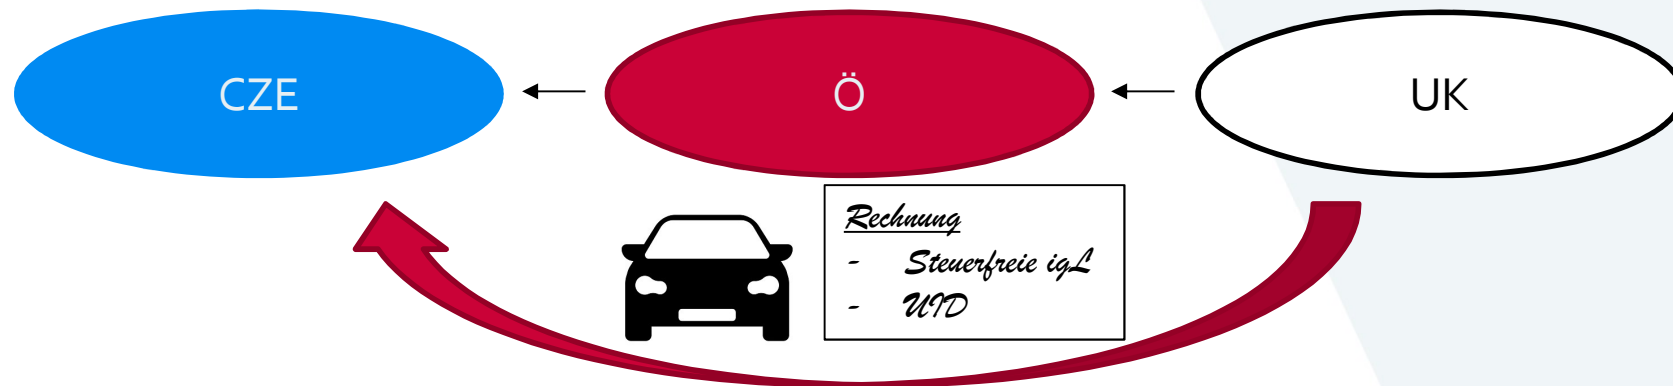 CZE
Ö
UK
Rechnung
- Steuerfreie igL
- UID